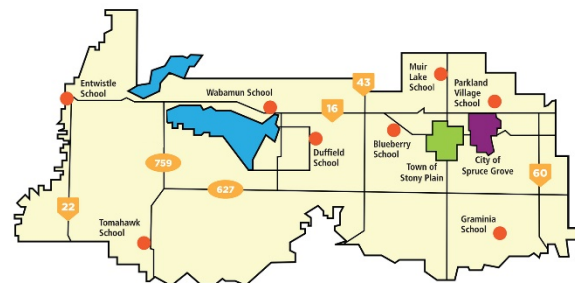 Entwistle
School
Wabamun School
43
Muir
Lake
School
Parkland
Village
School
16
Duffield
School
Blueberry
School
Town of
Stony Plain
City of
Spruce Grove
759
627
60
22
Tomahawk
School
Graminia
School